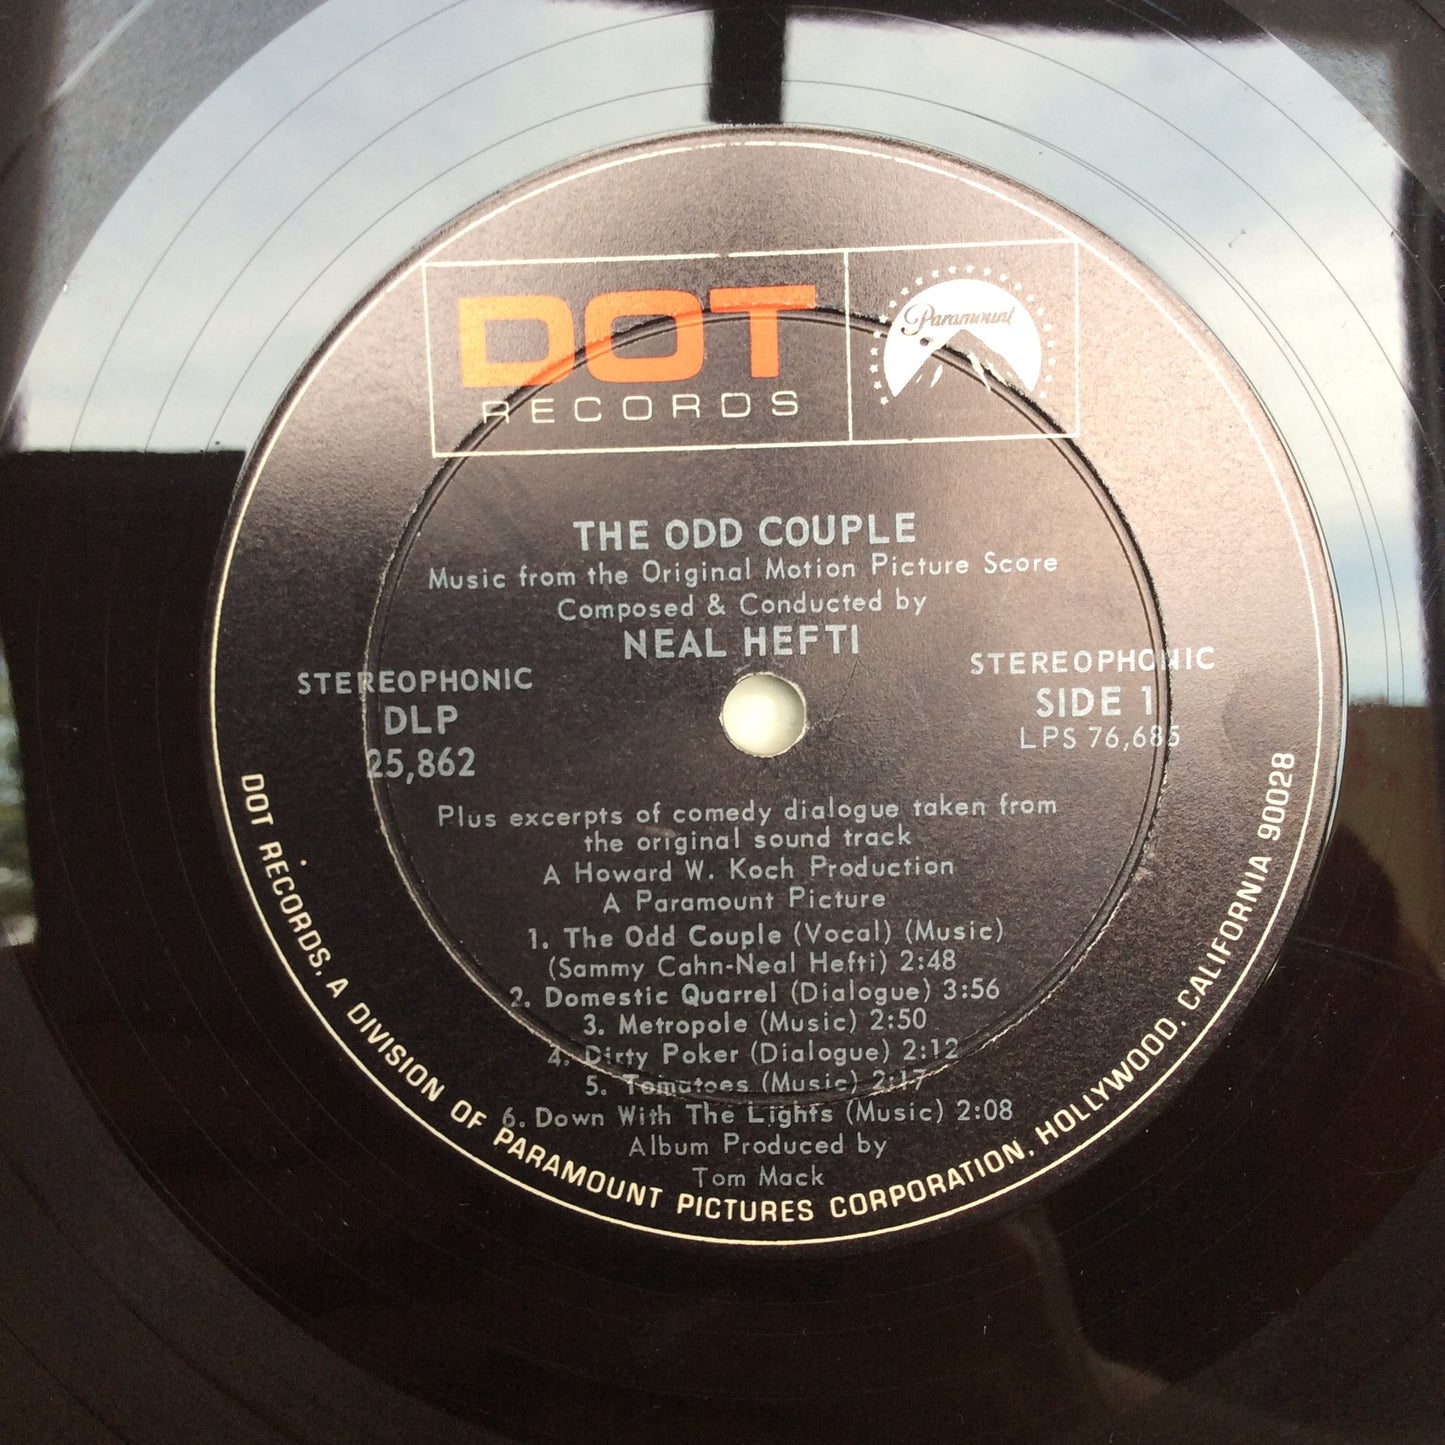 DOT
RECORDS
Paramount
THE ODD COUPLE
Music from the Original Motion Picture Score
Composed & Conducted by
NEAL HEFTI
STEREOPHONIC
DLP
25,862
STEREOPHONIC
SIDE 1
LPS 76,685
Plus excerpts of comedy dialogue taken from
the original sound track
A Howard W. Koch Production
A Paramount Picture
1. The Odd Couple (Vocal) (Music)
(Sammy Cahn-Neal Hefti) 2:48
2. Domestic Quarrel (Dialogue) 3:56
3. Metropole (Music) 2:50
4. Dirty Poker (Dialogue) 2:12
5. Tomatoes (Music) 2:17
6. Down With The Lights (Music) 2:08
Album Produced by
Tom Mack
DOT RECORDS, A DIVISION OF PARAMOUNT PICTURES CORPORATION, HOLLYWOOD, CALIFORNIA 90028